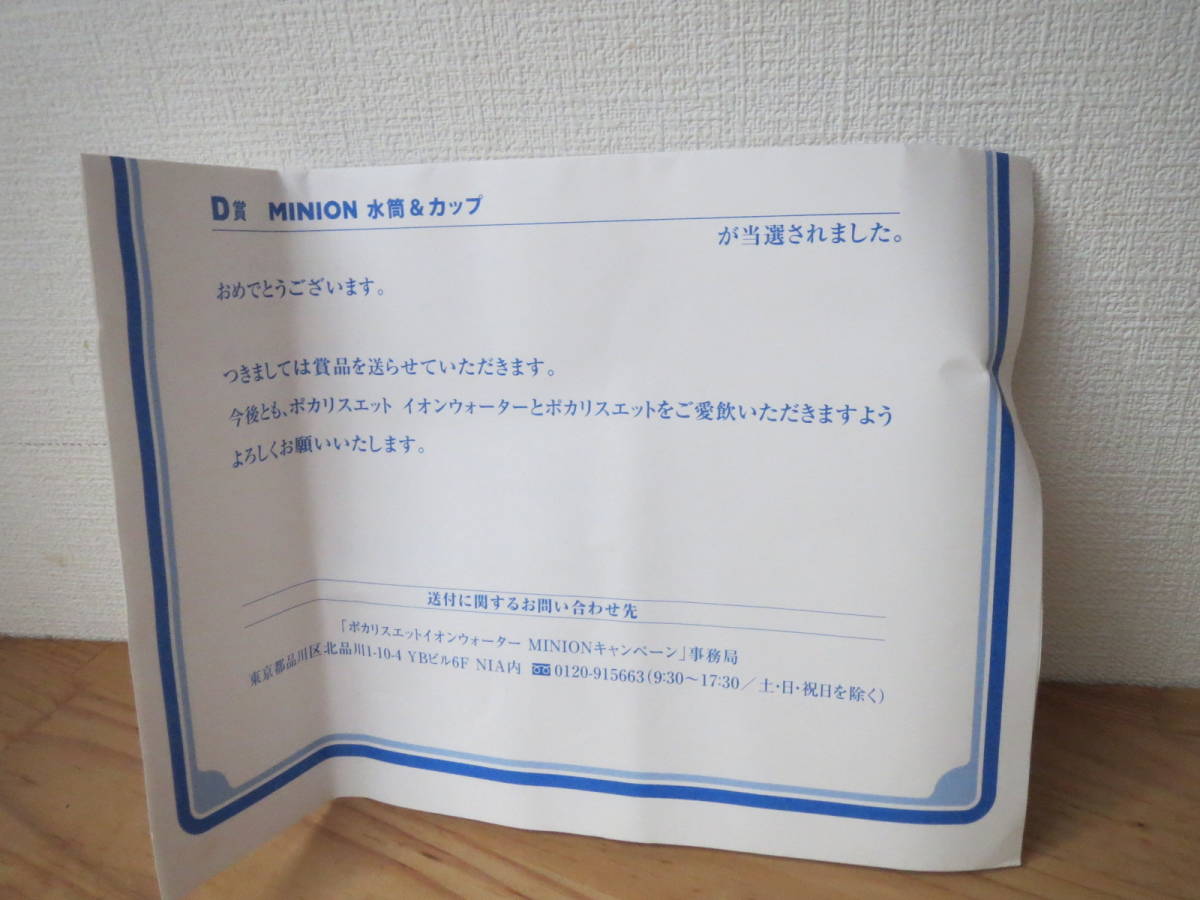 D賞 MINION 水筒&カップ
が当選されました。
おめでとうございます。
つきましては賞品を送らせていただきます。
今後とも、ポカリスエット イオンウォーターとポカリスエットをご愛飲いただきますよう
よろしくお願いいたします。
送付に関するお問い合わせ先
「ポカリスエットイオンウォーター MINIONキャンペーン」事務局
東京都品川区北品川1-10-4 YBビル6F NIA内 0120-915663(9:30〜17:30/土・日・祝日を除く)